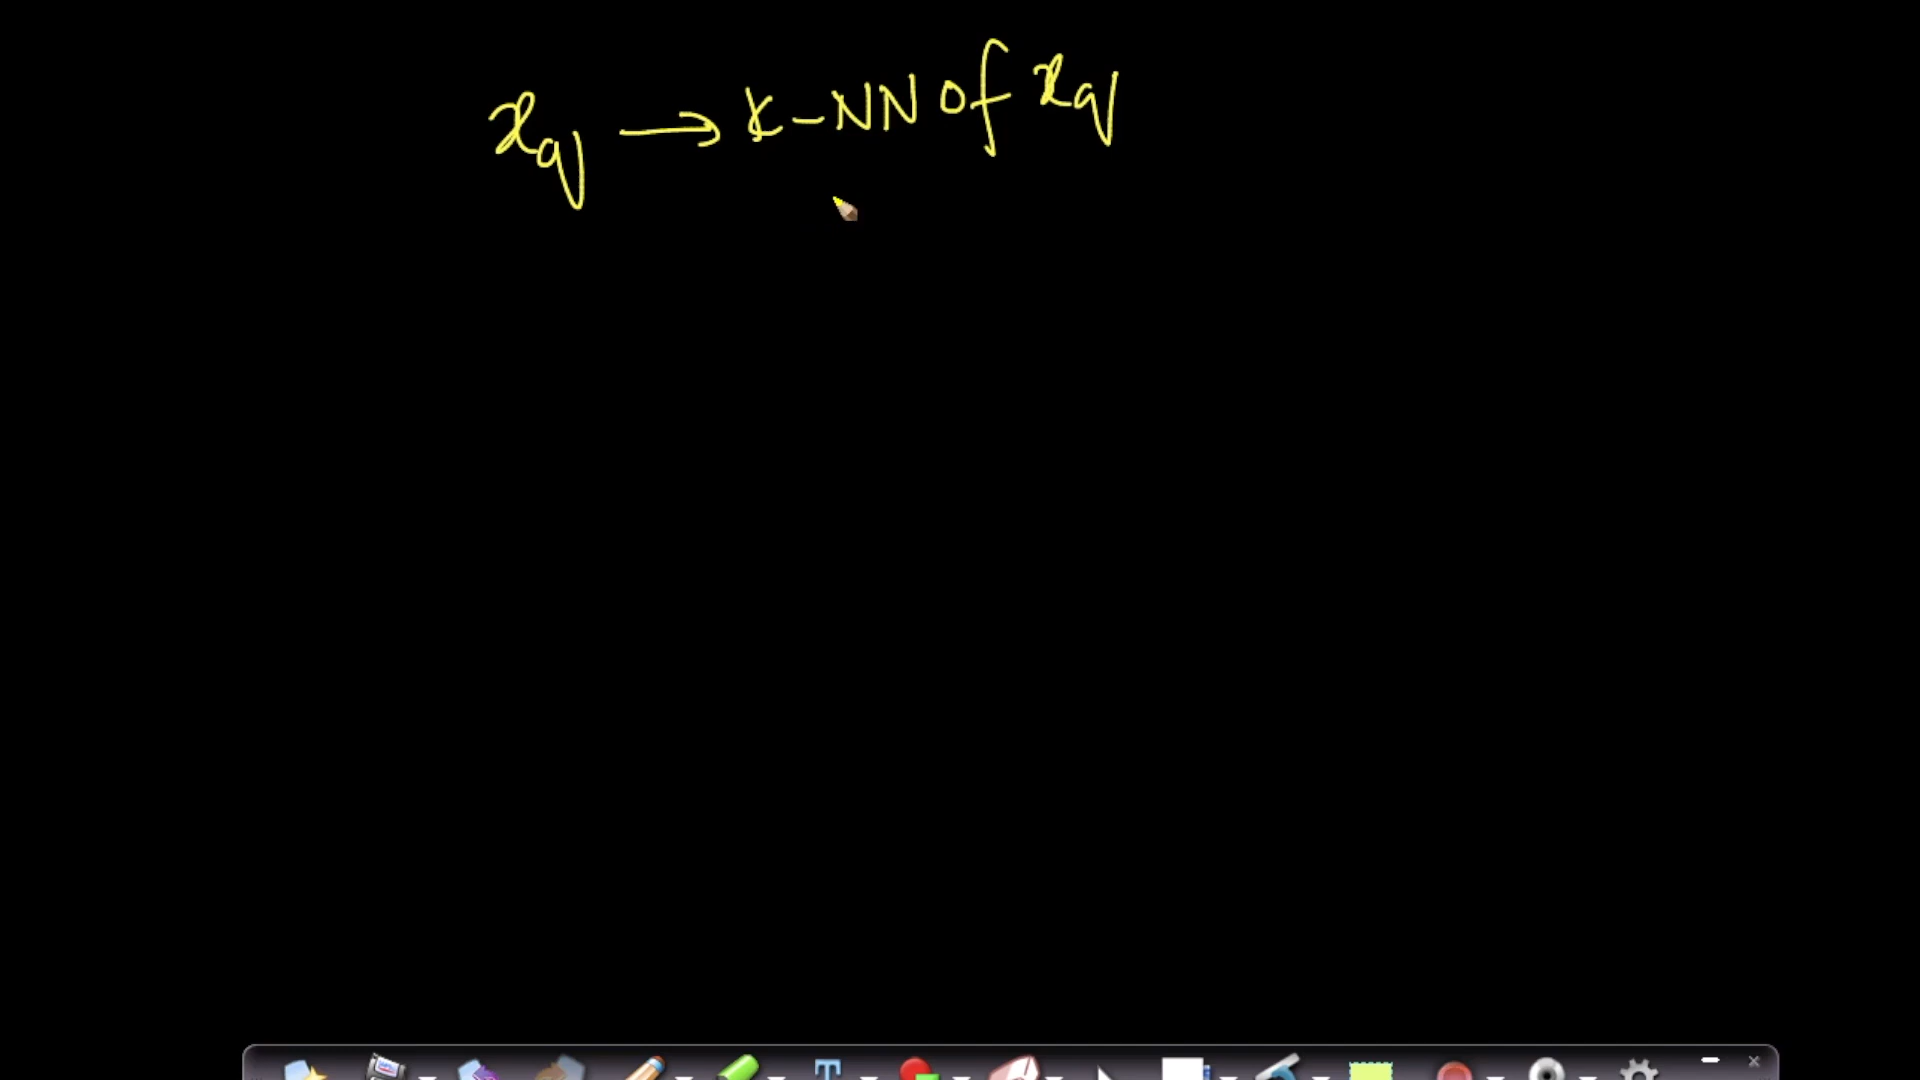 xq → K-NN of xq